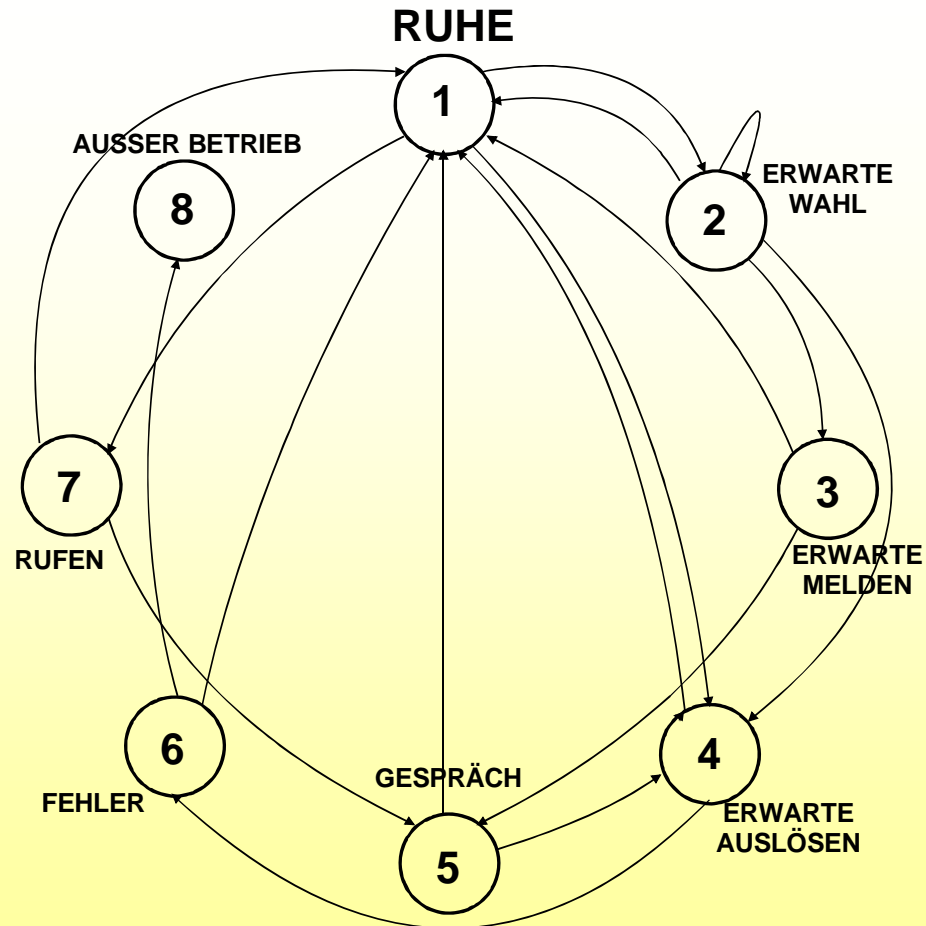 RUHE
1
AUSSER BETRIEB
8
2
ERWARTE
WAHL
7
RUFEN
3
ERWARTE
MELDEN
6
FEHLER
GESPRÄCH
5
4
ERWARTE
AUSLÖSEN